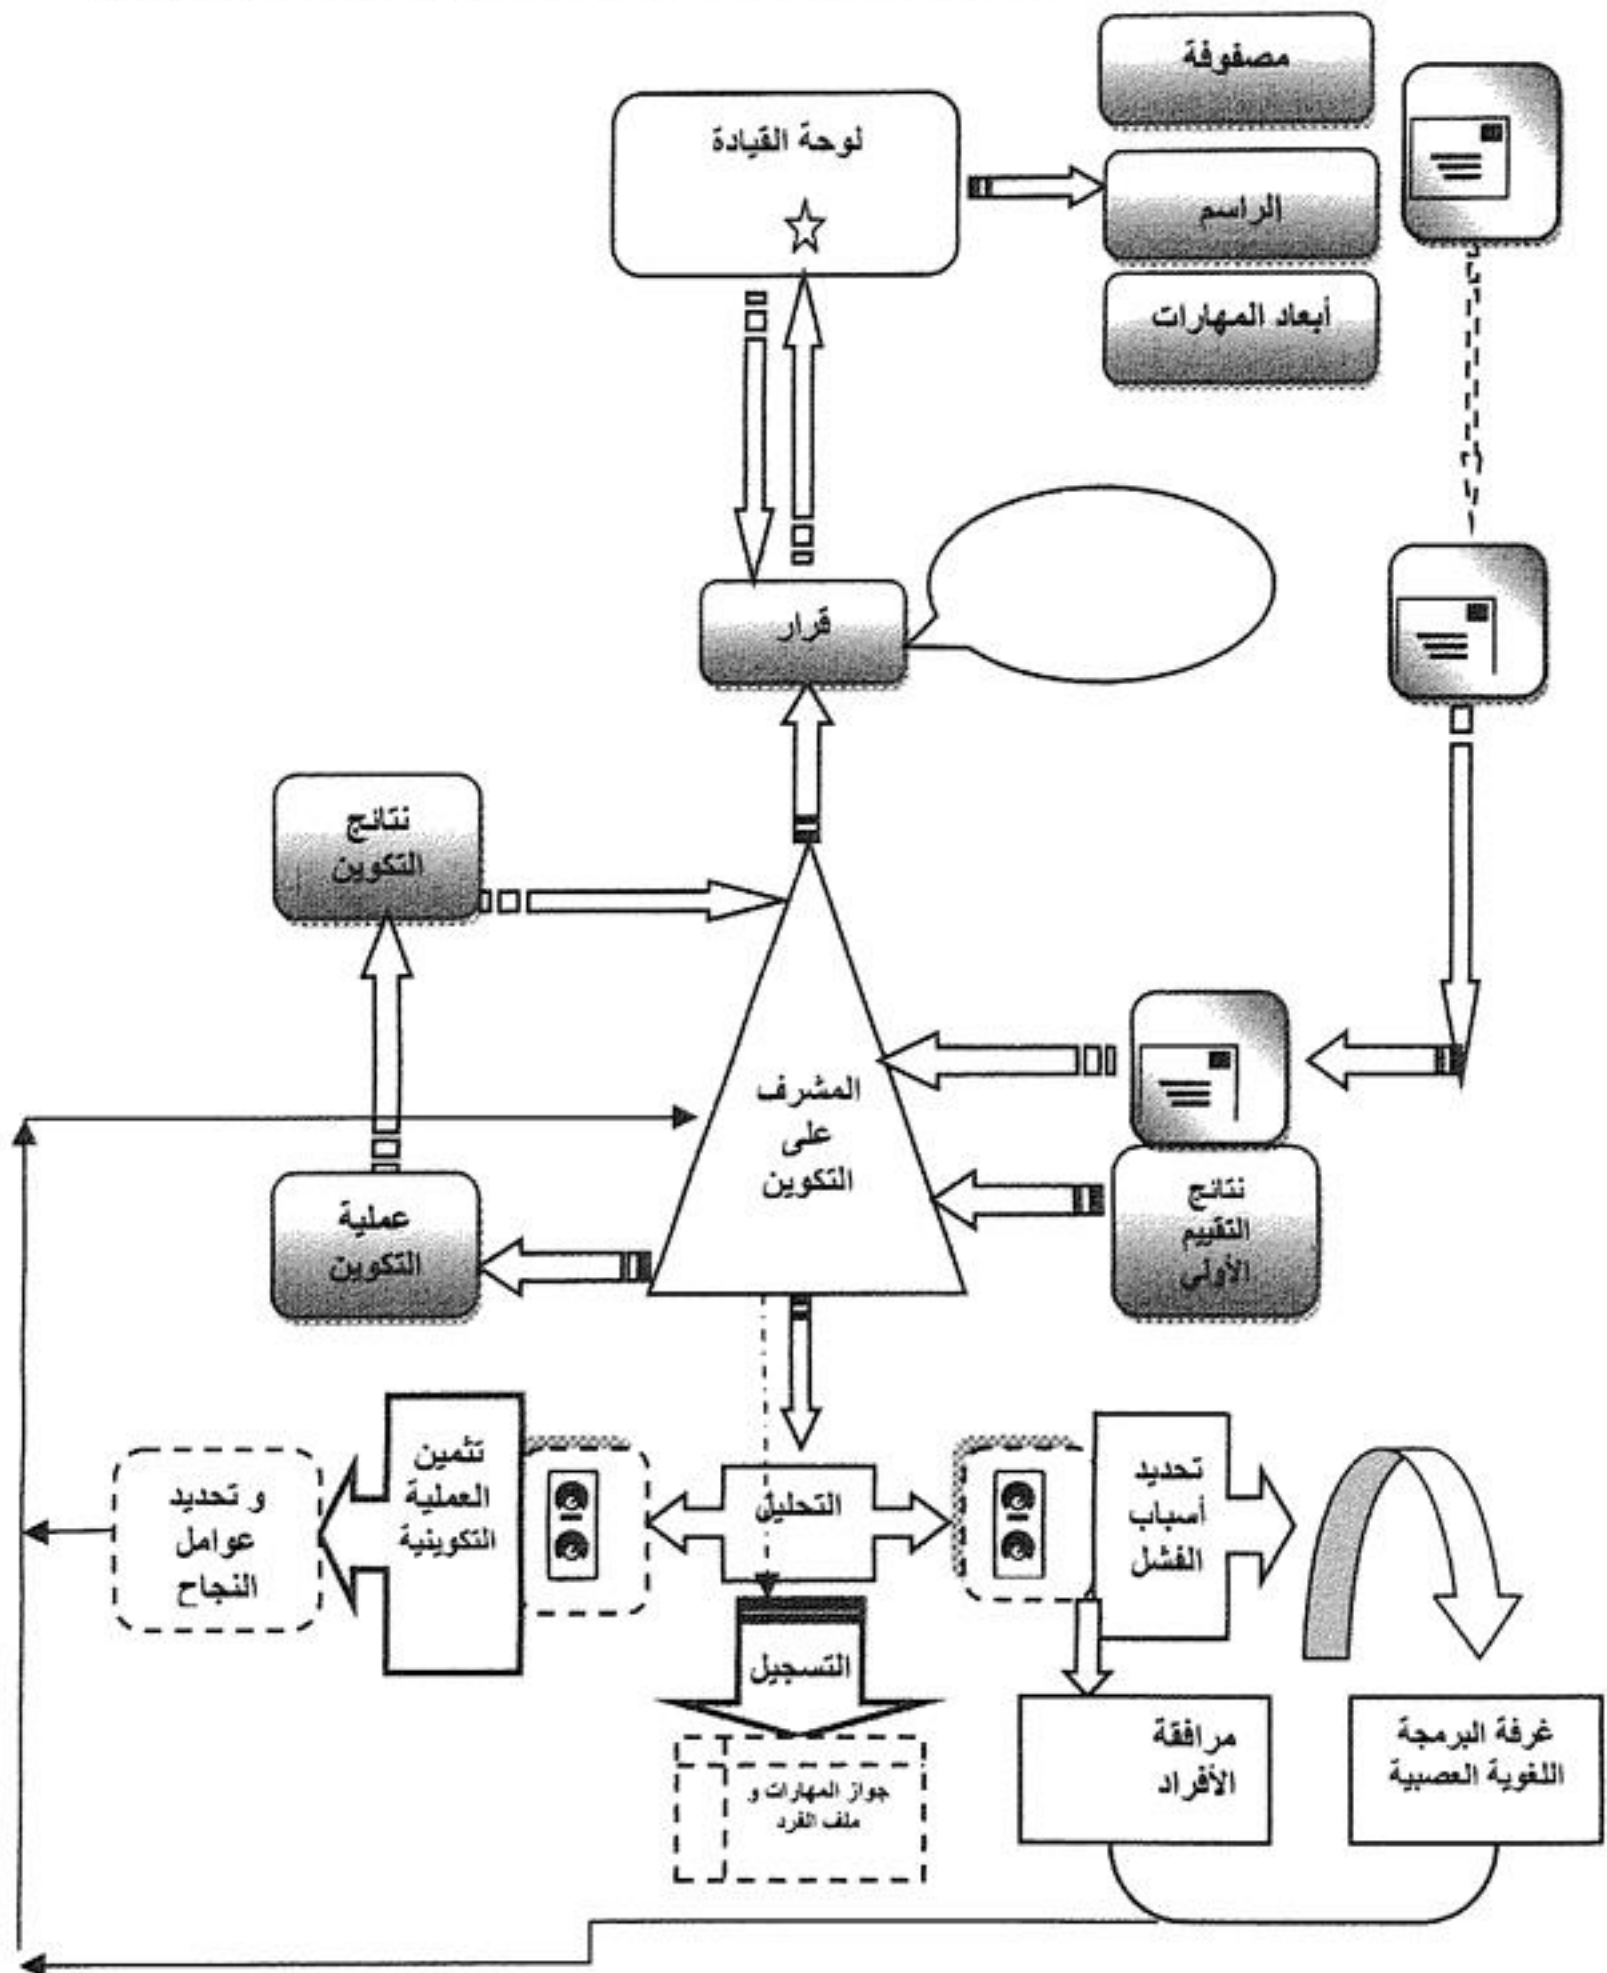 مصفوفة
لوحة القيادة
الراسم
أبعاد المهارات
قرار
نتائج
التكوين
المشرف
على
التكوين
نتائج
التقييم
الأولي
عملية
التكوين
تحديد
أسباب
الفشل
التحليل
تثمين
العملية
التكوينية
و تحديد
عوامل
النجاح
التسجيل
غرفة البرمجة
اللغوية العصبية
مرافقة
الأفراد
جواز المهارات و
ملف الفرد